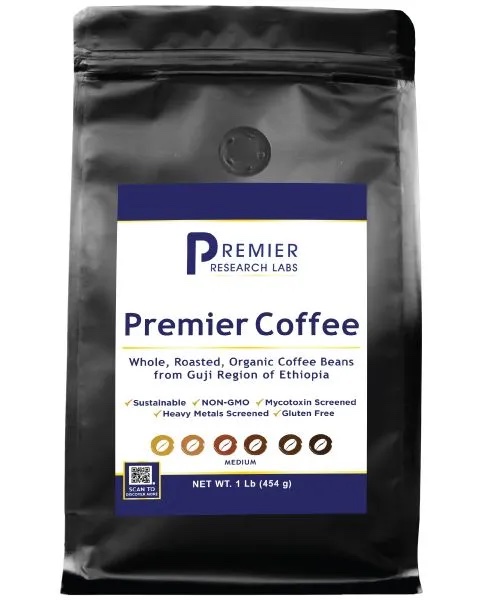 PREMIER
RESEARCH LABS
Premier Coffee
Whole, Roasted, Organic Coffee Beans
from Guji Region of Ethiopia
✓Sustainable ✓NON-GMO ✓Mycotoxin Screened
✓Heavy Metals Screened ✓Gluten Free
MEDIUM
SCAN TO
DISCOVER MORE
NET WT. 1 Lb (454 g)